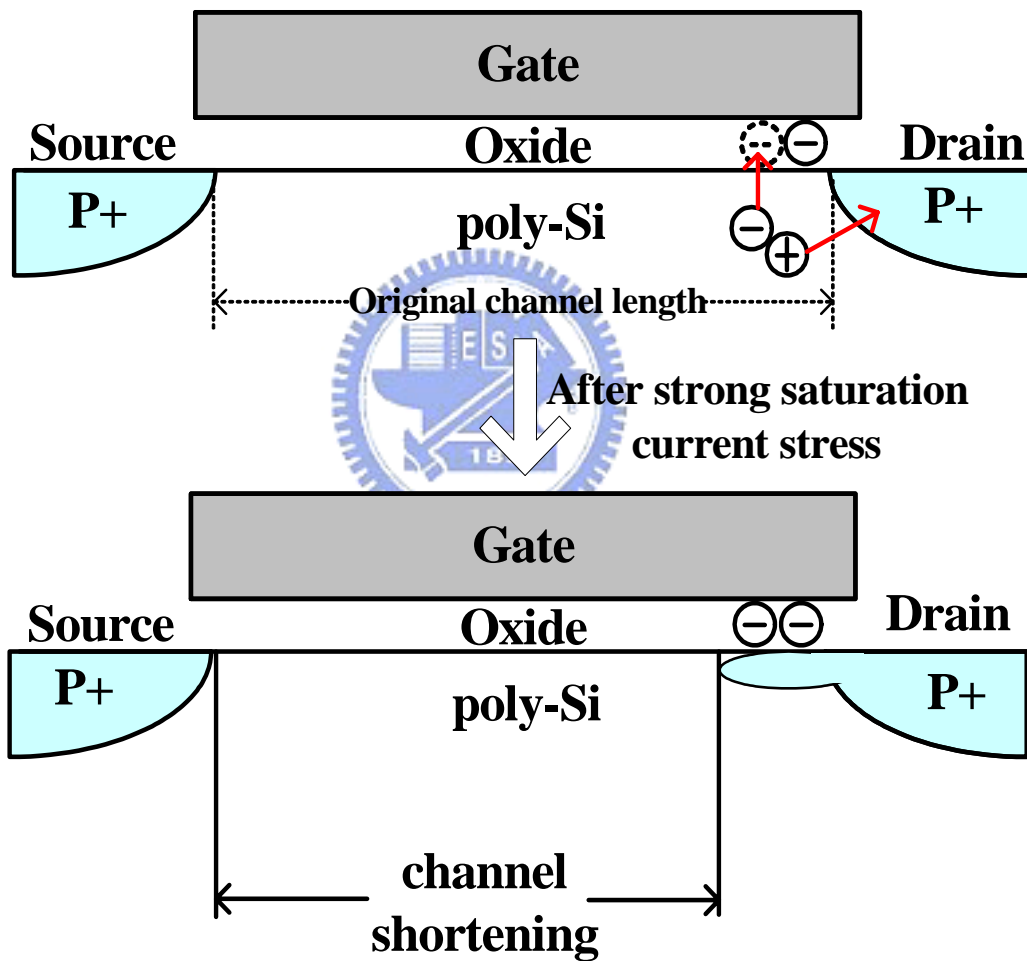 Gate
Source Oxide Drain
P+ P+
poly-Si
Original channel length
E S A
After strong saturation
current stress
Gate
Source Oxide Drain
P+ P+
poly-Si
channel
shortening